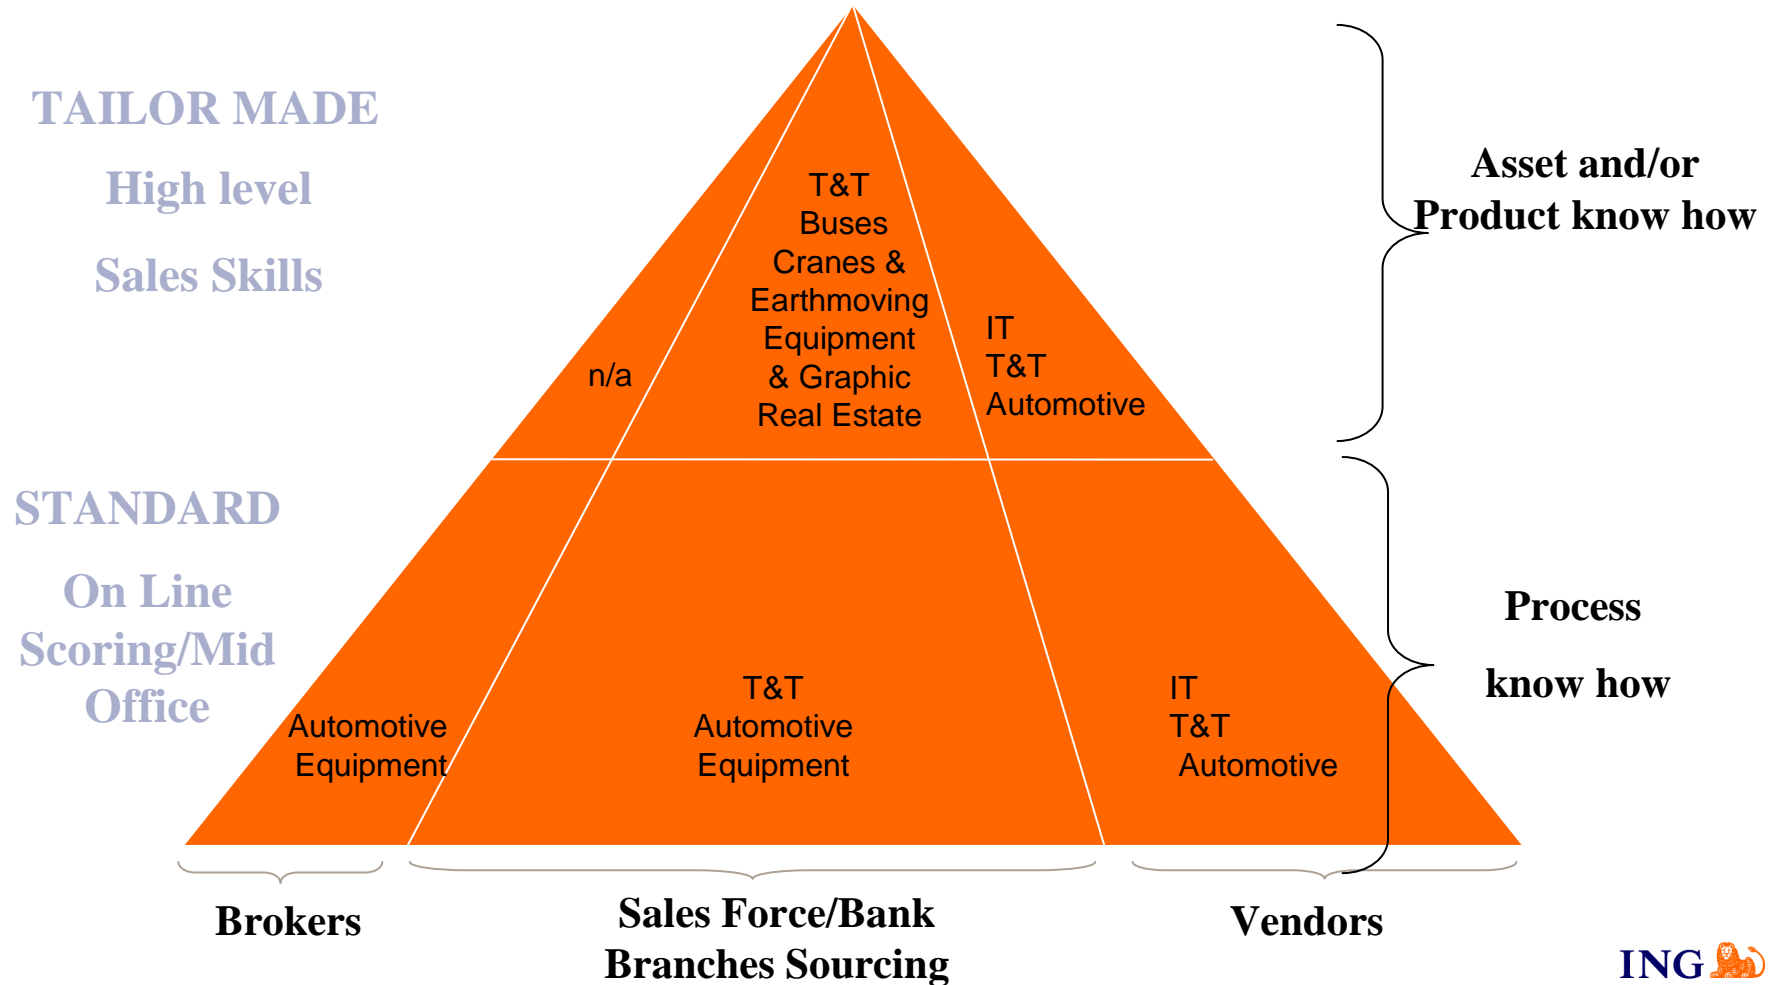 TAILOR MADE
High level
Sales Skills
T&T
Buses
Cranes &
Earthmoving
Equipment
& Graphic
Real Estate
n/a
IT
T&T
Automotive
Asset and/or
Product know how
STANDARD
On Line
Scoring/Mid
Office
Automotive
Equipment
T&T
Automotive
Equipment
IT
T&T
Automotive
Process
know how
Brokers
Sales Force/Bank
Branches Sourcing
Vendors
ING